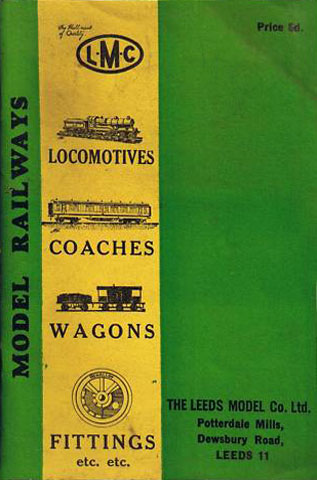 the Hall-mark
of Quality
L·M·C
Price 6d.
MODEL RAILWAYS
LOCOMOTIVES
COACHES
WAGONS
FITTINGS
etc. etc.
THE LEEDS MODEL Co. Ltd.
Potterdale Mills,
Dewsbury Road,
LEEDS 11